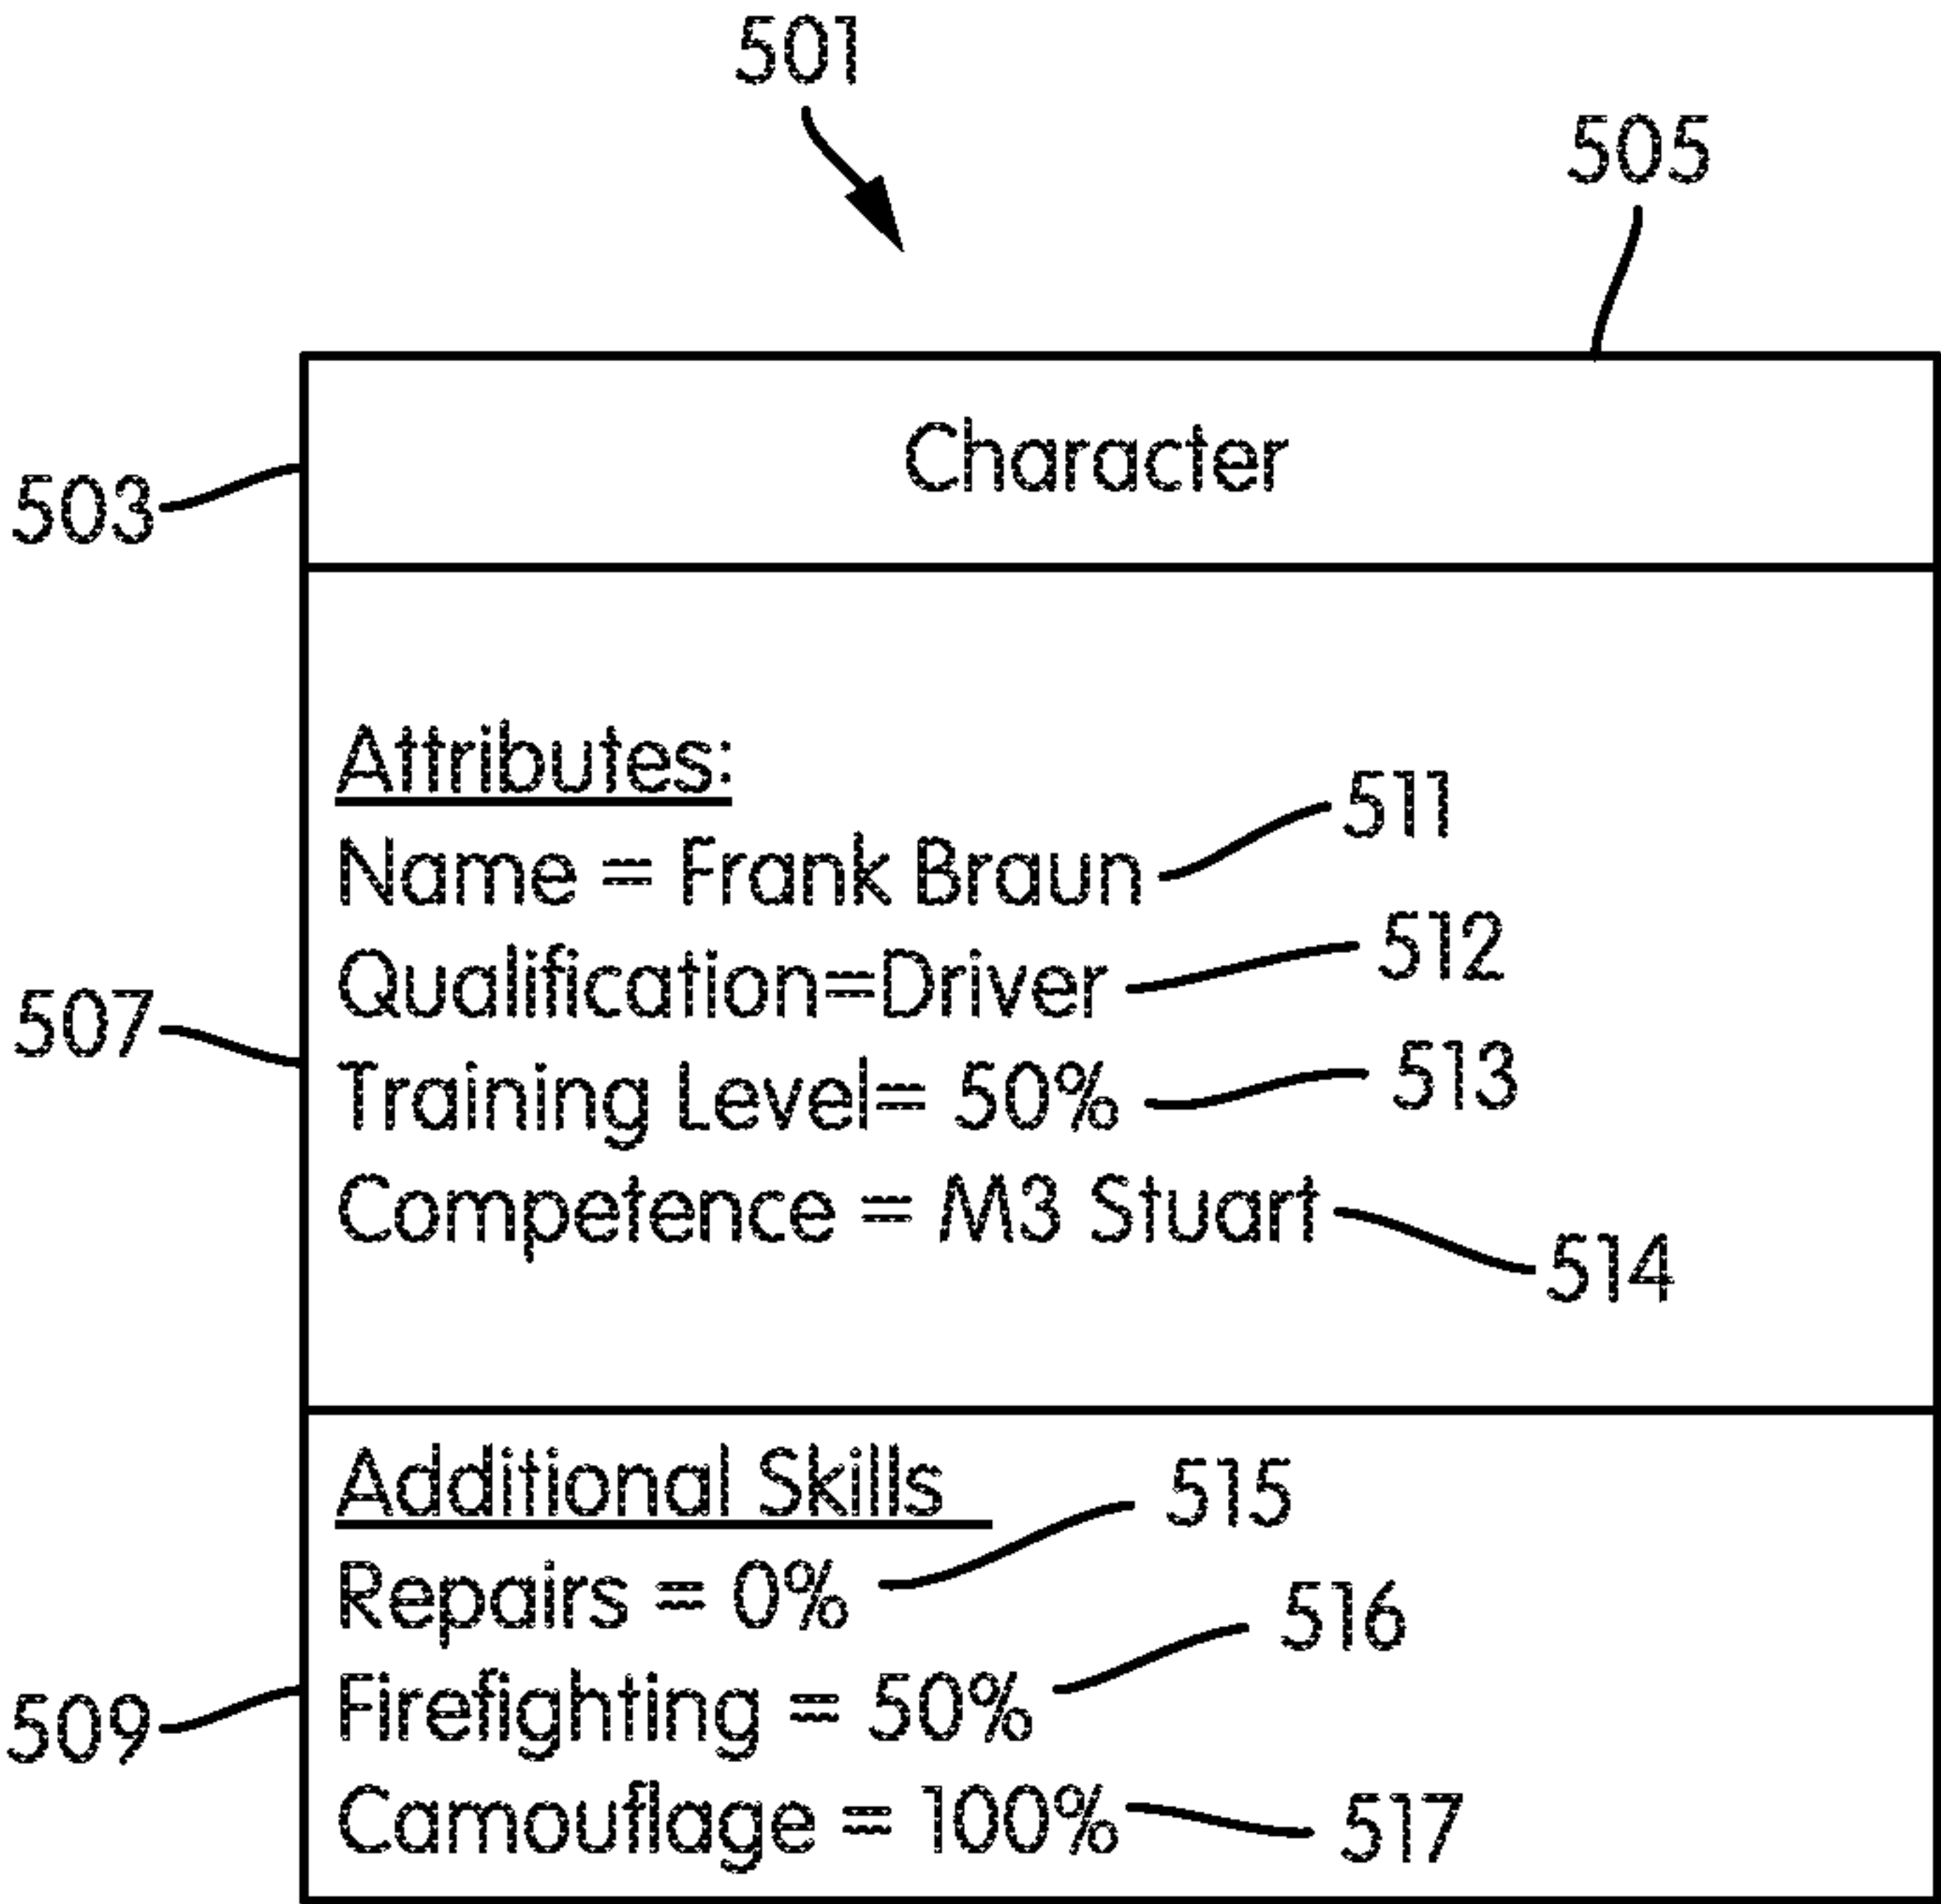 501
505
Character
503
Attributes:
511
Name = Frank Braun
512
Qualification=Driver
507
513
Training Level= 50%
Competence = M3 Stuart
514
Additional Skills
515
Repairs = 0%
516
Firefighting = 50%
509
Camouflage = 100%
517